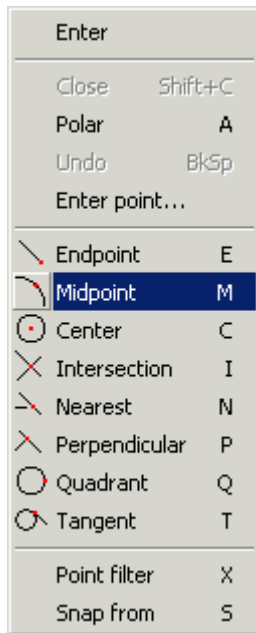 Enter
Close Shift+C
Polar A
Undo BkSp
Enter point...
Endpoint E
Midpoint M
Center C
Intersection I
Nearest N
Perpendicular P
Quadrant Q
Tangent T
Point filter X
Snap from S